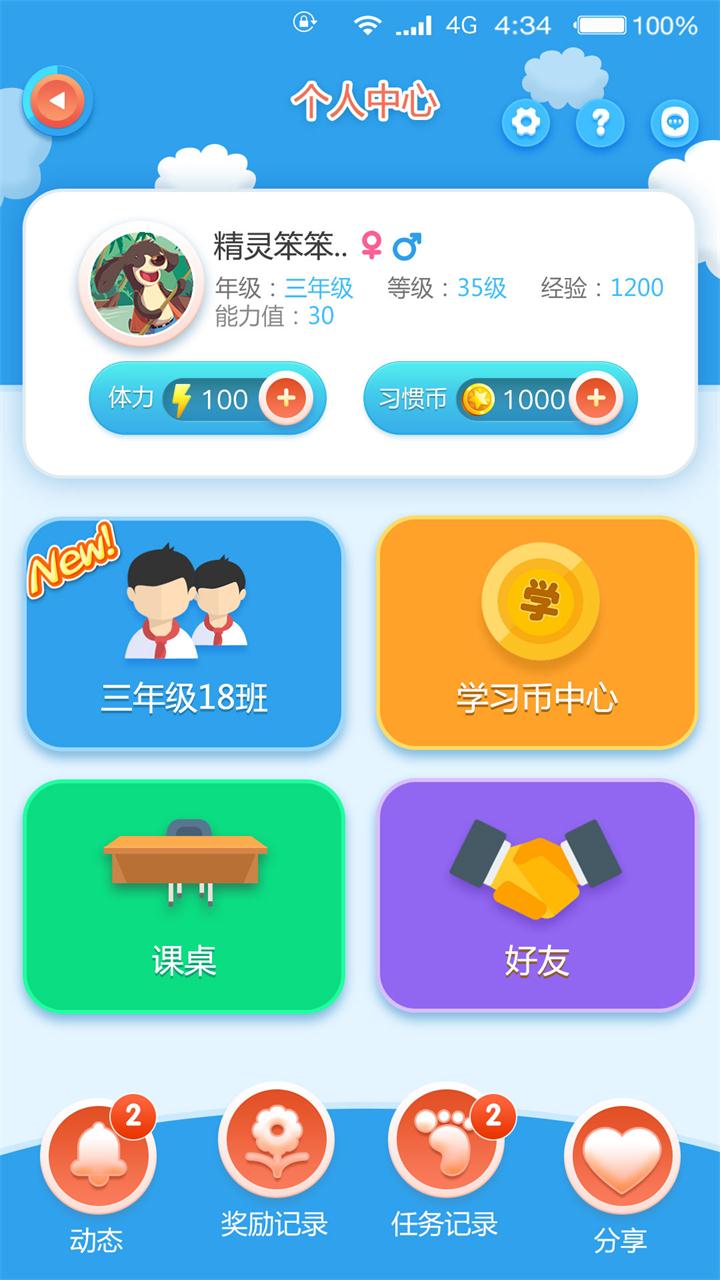 4G 4:34 100%
个人中心
?
精灵笨笨..
年级：三年级 等级：35级 经验：1200
能力值：30
体力 100 + 习惯币 1000 +
New!
学
三年级18班 学习币中心
课桌 好友
2 2
动态 奖励记录 任务记录 分享